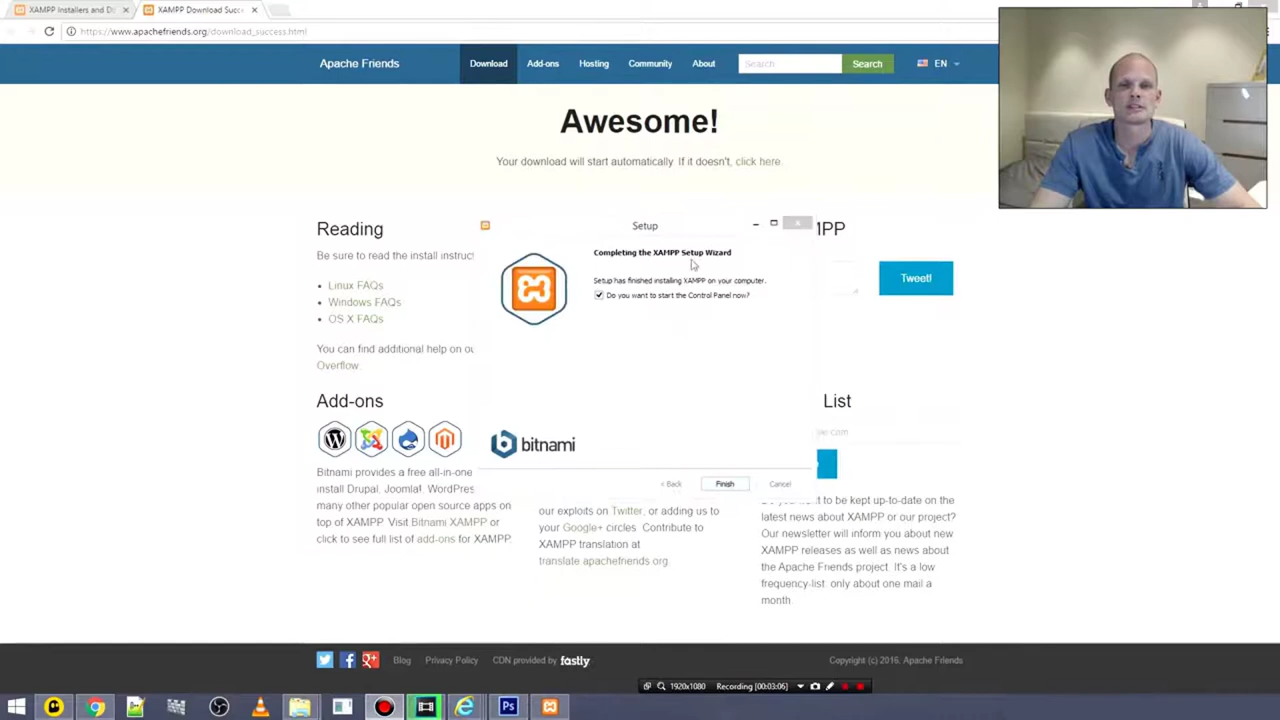 XAMPP Installers and D
XAMPP Download Succ
https://www.apachefriends.org/download_success.html
Apache Friends
Download
Add-ons
Hosting
Community
About
Search
Search
EN
Awesome!
Your download will start automatically. If it doesn't, click here.
Reading
Be sure to read the install instruc
Linux FAQs
Windows FAQs
OS X FAQs
You can find additional help on
Overflow.
Add-ons
Bitnami provides a free all-in-one
install Drupal, Joomla!, WordPres
many other popular open source apps on
top of XAMPP. Visit Bitnami XAMPP or
click to see full list of add-ons for XAMPP.
Setup
Completing the XAMPP Setup Wizard
Setup has finished installing XAMPP on your computer.
Do you want to start the Control Panel now?
bitnami
< Back
Finish
Cancel
our exploits on Twitter, or adding us to
your Google+ circles. Contribute to
XAMPP translation at
translate.apachefriends.org.
MPP
Tweet!
List
Do you want to be kept up-to-date on the
latest news about XAMPP or our project?
Our newsletter will inform you about new
XAMPP releases as well as news about
the Apache Friends project. It's a low
frequency-list, only about one mail a
month.
Blog
Privacy Policy
CDN provided by fastly
Copyright (c) 2016, Apache Friends
1920x1080
Recording [00:03:06]
Ps